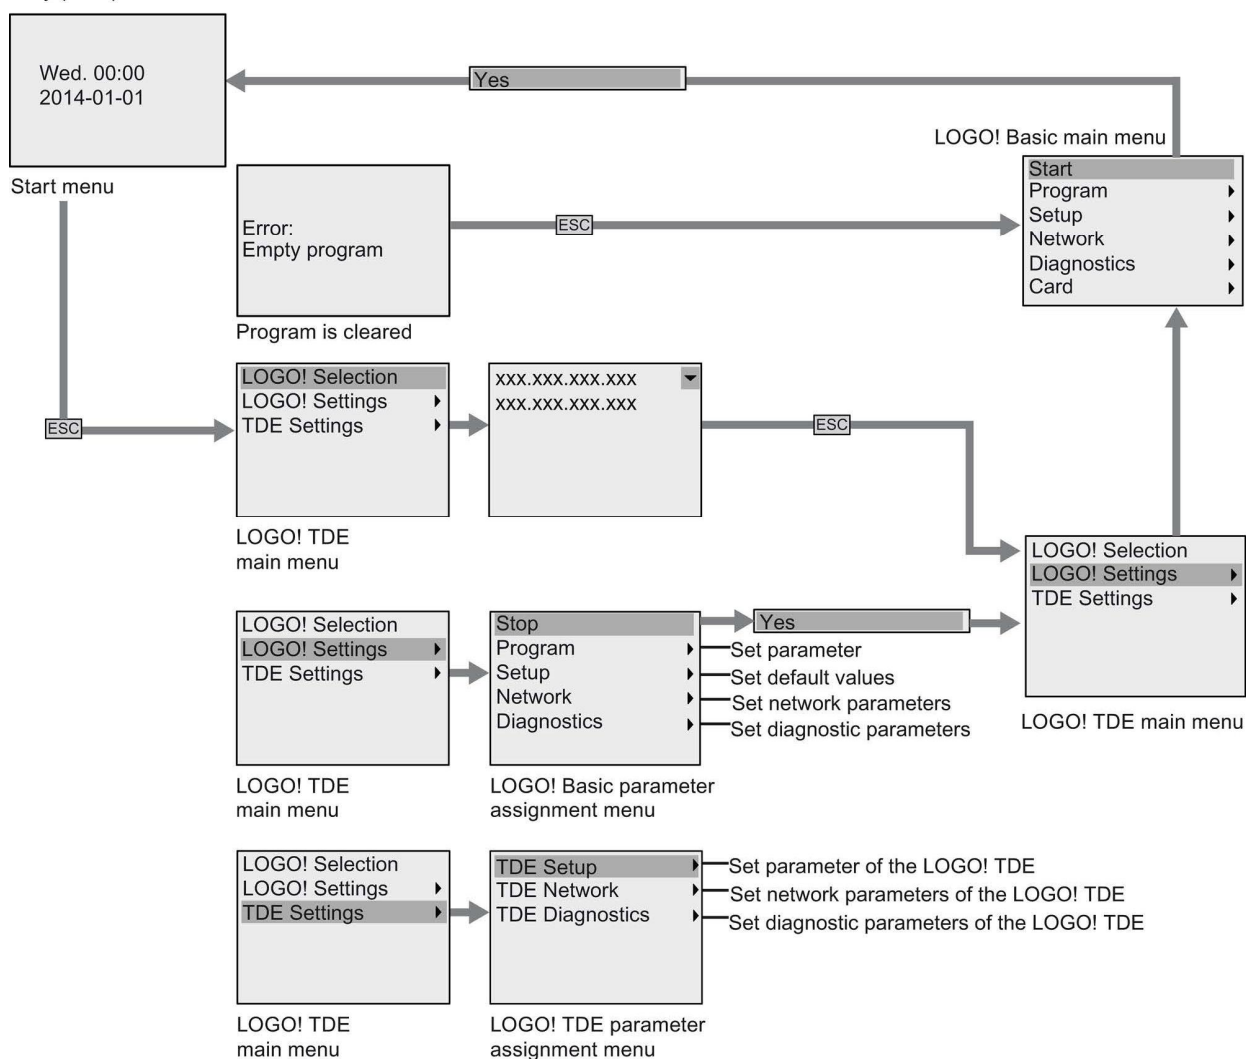 Wed. 00:00
2014-01-01
Start menu
Yes
LOGO! Basic main menu
Start
Program
Setup
Network
Diagnostics
Card
Error:
Empty program
Program is cleared
ESC
ESC
LOGO! Selection
LOGO! Settings
TDE Settings
LOGO! TDE
main menu
xxx.xxx.xxx.xxx
xxx.xxx.xxx.xxx
ESC
LOGO! Selection
LOGO! Settings
TDE Settings
LOGO! TDE main menu
LOGO! Selection
LOGO! Settings
TDE Settings
LOGO! TDE
main menu
Stop
Program
Setup
Network
Diagnostics
LOGO! Basic parameter
assignment menu
Yes
Set parameter
Set default values
Set network parameters
Set diagnostic parameters
LOGO! Selection
LOGO! Settings
TDE Settings
LOGO! TDE
main menu
TDE Setup
TDE Network
TDE Diagnostics
LOGO! TDE parameter
assignment menu
Set parameter of the LOGO! TDE
Set network parameters of the LOGO! TDE
Set diagnostic parameters of the LOGO! TDE